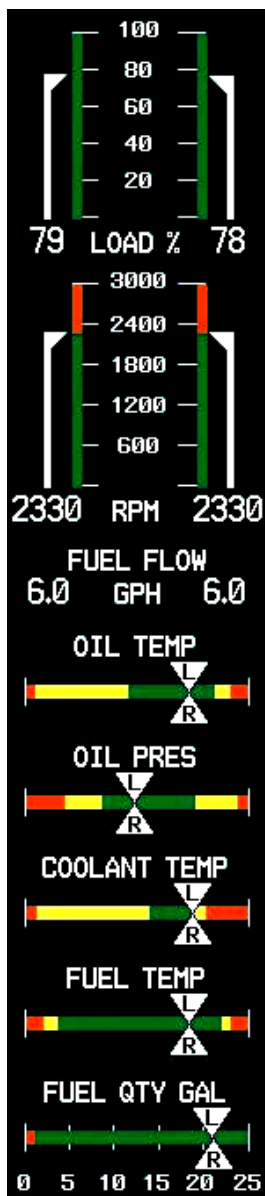 100
80
60
40
20
79 LOAD % 78
3000
2400
1800
1200
600
2330 RPM 2330
FUEL FLOW
6.0 GPH 6.0
OIL TEMP
L
R
OIL PRES
L
R
COOLANT TEMP
L
R
FUEL TEMP
L
R
FUEL QTY GAL
L
R
0 5 10 15 20 25